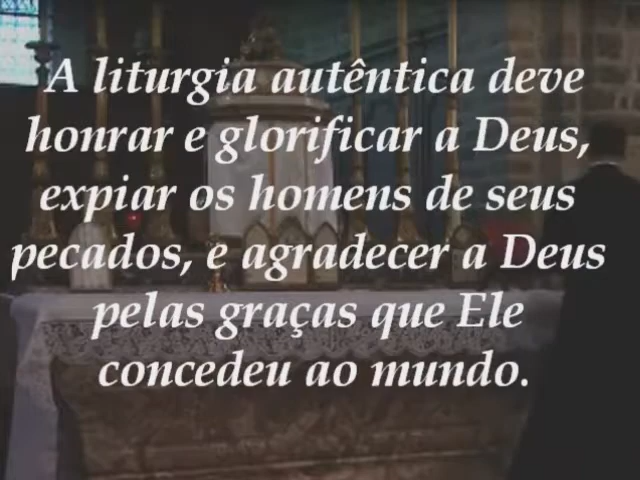 A liturgia autêntica deve
honrar e glorificar a Deus,
expiar os homens de seus
pecados, e agradecer a Deus
pelas graças que Ele
concedeu ao mundo.